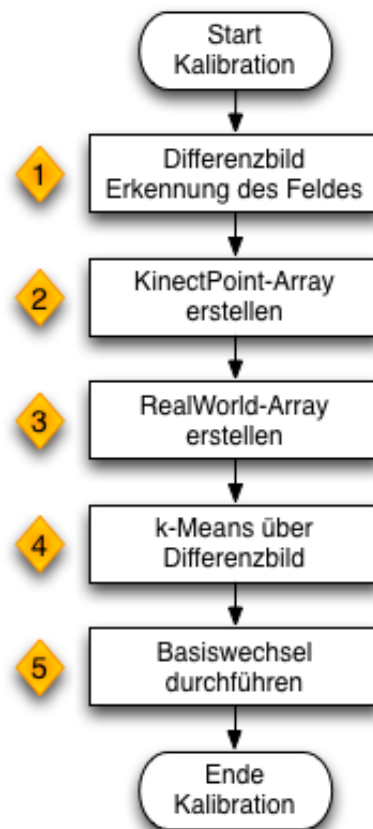 Start
Kalibration
1
Differenzbild
Erkennung des Feldes
2
KinectPoint-Array
erstellen
3
RealWorld-Array
erstellen
4
k-Means über
Differenzbild
5
Basiswechsel
durchführen
Ende
Kalibration